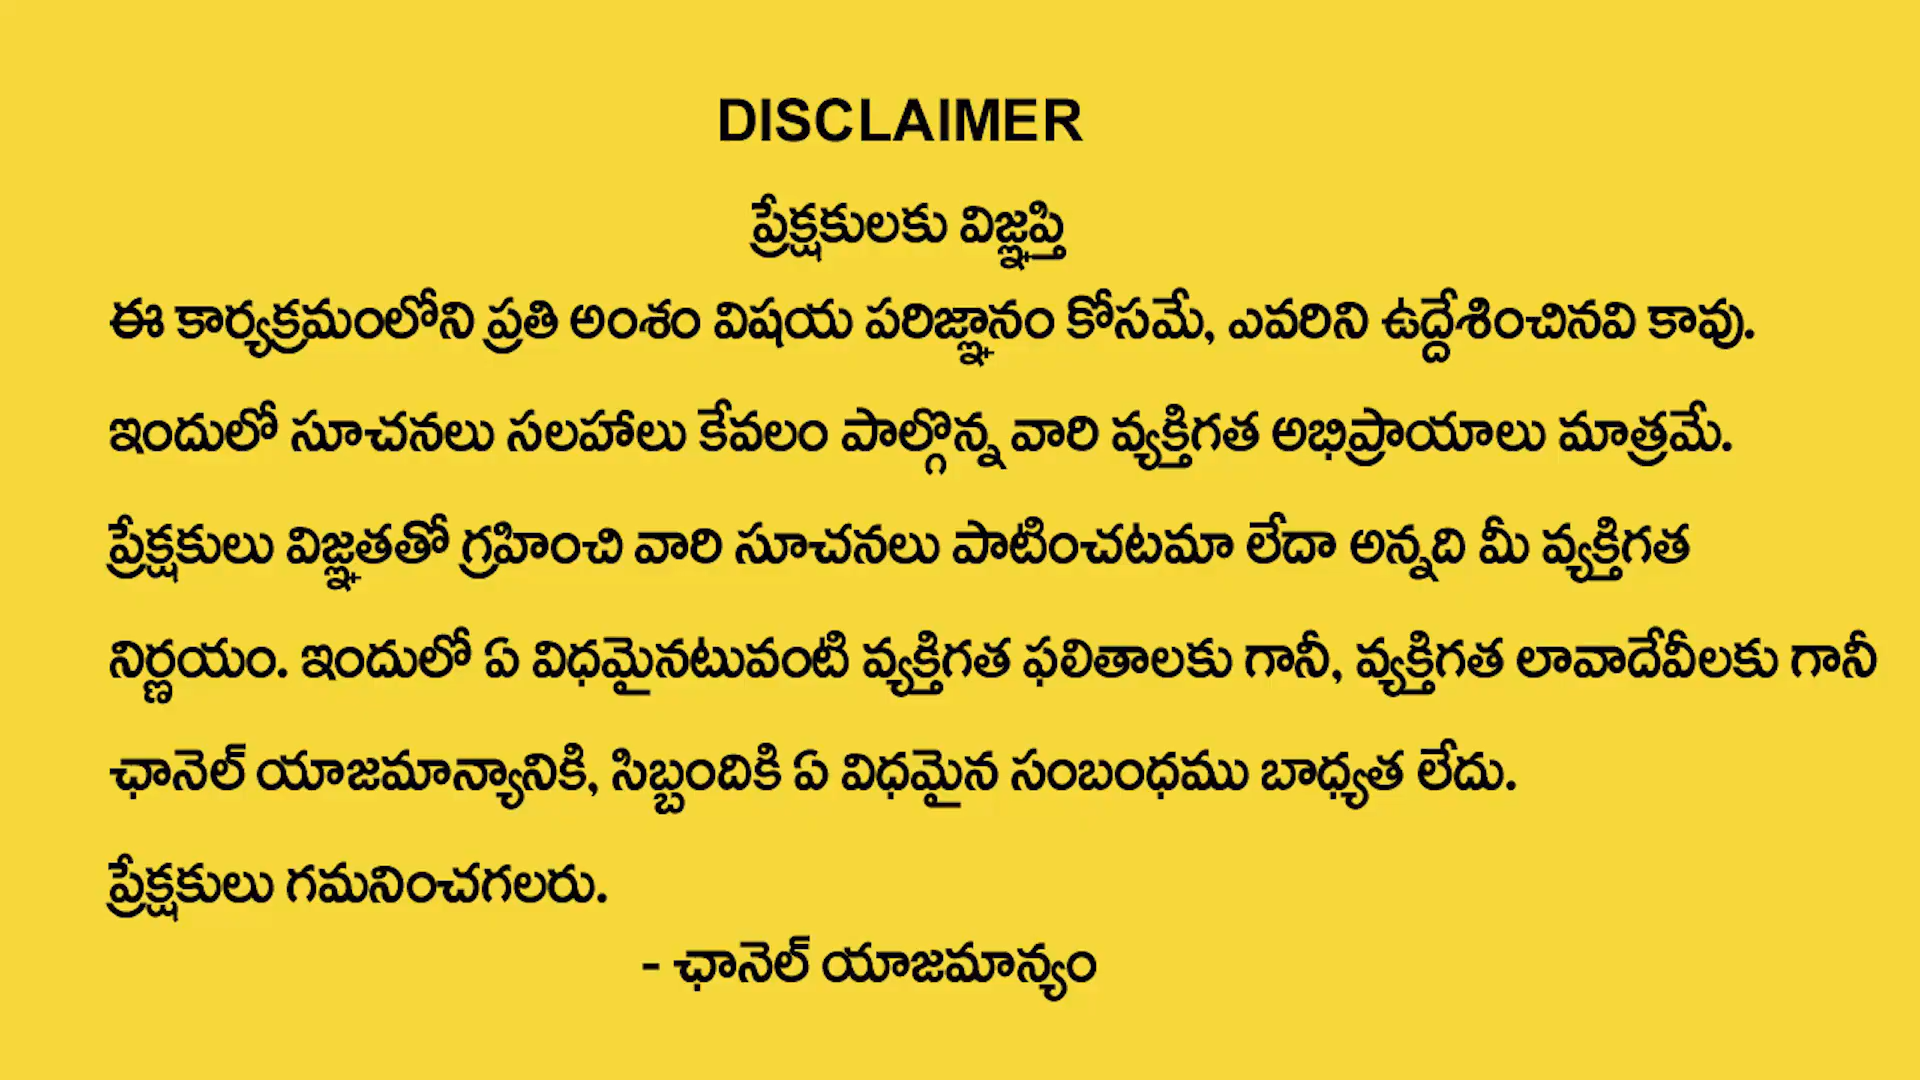 DISCLAIMER
ప్రేక్షకులకు విజ్ఞప్తి
ఈ కార్యక్రమంలోని ప్రతి అంశం విషయ పరిజ్ఞానం కోసమే, ఎవరిని ఉద్దేశించినవి కావు.
ఇందులో సూచనలు సలహాలు కేవలం పాల్గొన్న వారి వ్యక్తిగత అభిప్రాయాలు మాత్రమే.
ప్రేక్షకులు విజ్ఞతతో గ్రహించి వారి సూచనలు పాటించటమా లేదా అన్నది మీ వ్యక్తిగత
నిర్ణయం. ఇందులో ఏ విధమైనటువంటి వ్యక్తిగత ఫలితాలకు గానీ, వ్యక్తిగత లావాదేవీలకు గానీ
ఛానెల్ యాజమాన్యానికి, సిబ్బందికి ఏ విధమైన సంబంధము బాధ్యత లేదు.
ప్రేక్షకులు గమనించగలరు.
- ఛానెల్ యాజమాన్యం